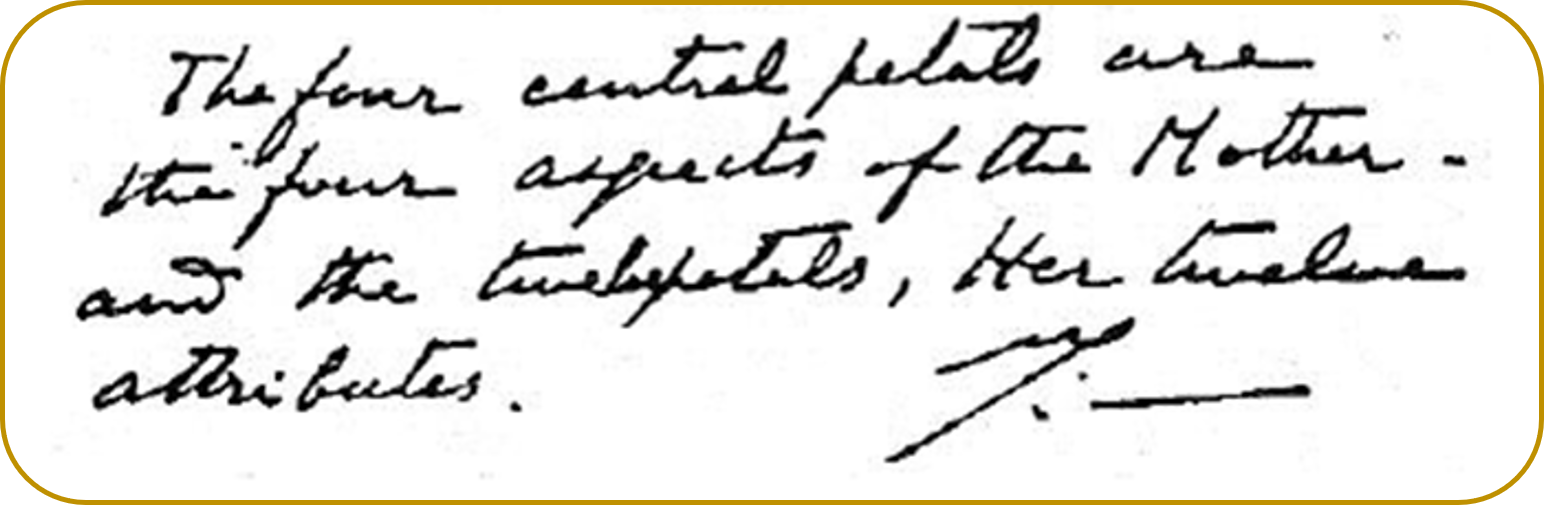 The four central petals are
the four aspects of the Mother -
and the twelve petals, Her twelve
attributes.